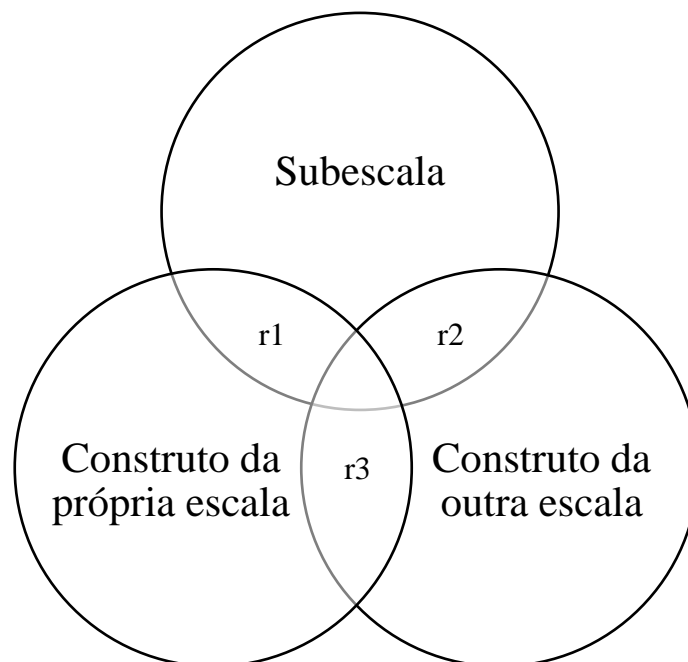 Subescala
r1
r2
Construto da
própria escala
r3
Construto da
outra escala